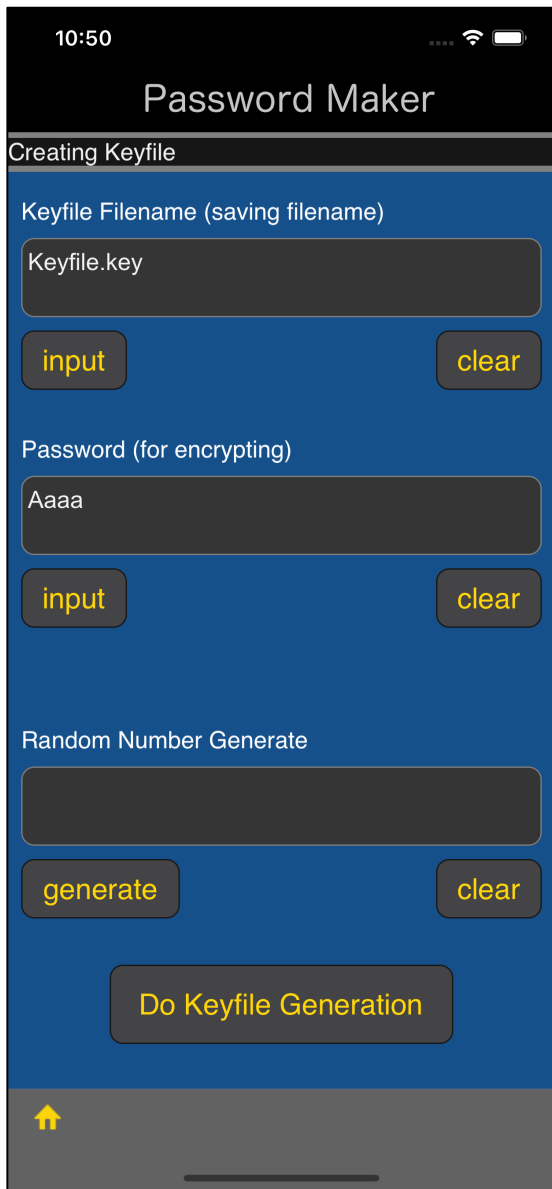 10:50
Password Maker
Creating Keyfile
Keyfile Filename (saving filename)
Keyfile.key
input clear
Password (for encrypting)
Aaaa
input clear
Random Number Generate
generate clear
Do Keyfile Generation